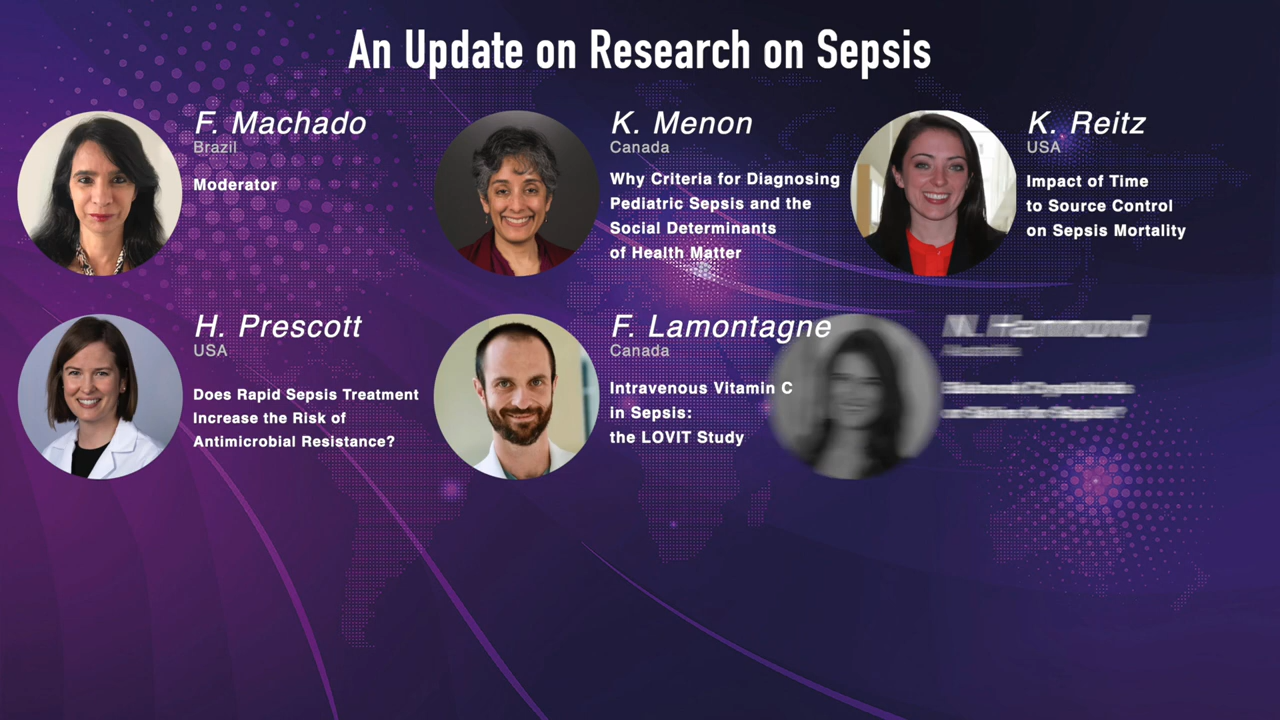 An Update on Research on Sepsis
F. Machado
Brazil
Moderator
K. Menon
Canada
Why Criteria for Diagnosing
Pediatric Sepsis and the
Social Determinants
of Health Matter
K. Reitz
USA
Impact of Time
to Source Control
on Sepsis Mortality
H. Prescott
USA
Does Rapid Sepsis Treatment
Increase the Risk of
Antimicrobial Resistance?
F. Lamontagne
Canada
Intravenous Vitamin C
in Sepsis:
the LOVIT Study
N. Hammond
Australia